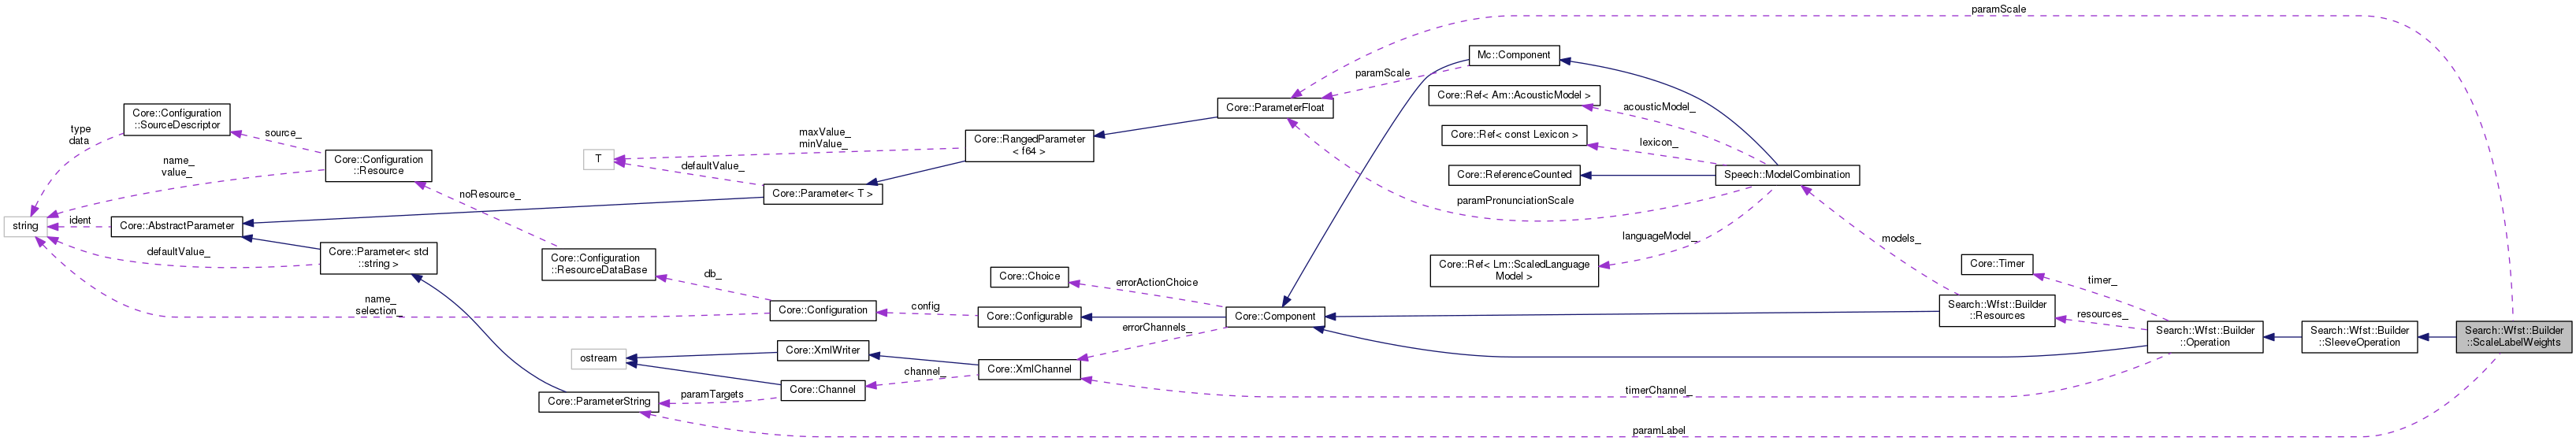 paramScale
Mc::Component
paramScale
Core::Ref< Am::AcousticModel >
Core::Configuration
::SourceDescriptor
Core::ParameterFloat
acousticModel_
type
data
source_
maxValue_
minValue_
Core::RangedParameter
< f64 >
Core::Ref< const Lexicon >
lexicon_
T
name_
value_
Core::Configuration
::Resource
defaultValue_
Core::ReferenceCounted
Speech::ModelCombination
noResource_
Core::Parameter< T >
paramPronunciationScale
string
ident
Core::AbstractParameter
languageModel_
models_
defaultValue_
Core::Parameter< std
::string >
Core::Configuration
::ResourceDataBase
db_
Core::Choice
errorActionChoice
Core::Ref< Lm::ScaledLanguage
Model >
Core::Timer
timer_
name_
selection_
Core::Configuration
config
Core::Configurable
Core::Component
Search::Wfst::Builder
::Resources
resources_
errorChannels_
Search::Wfst::Builder
::Operation
Search::Wfst::Builder
::SleeveOperation
Search::Wfst::Builder
::ScaleLabelWeights
ostream
Core::XmlWriter
channel_
Core::XmlChannel
timerChannel_
Core::ParameterString
paramTargets
Core::Channel
paramLabel